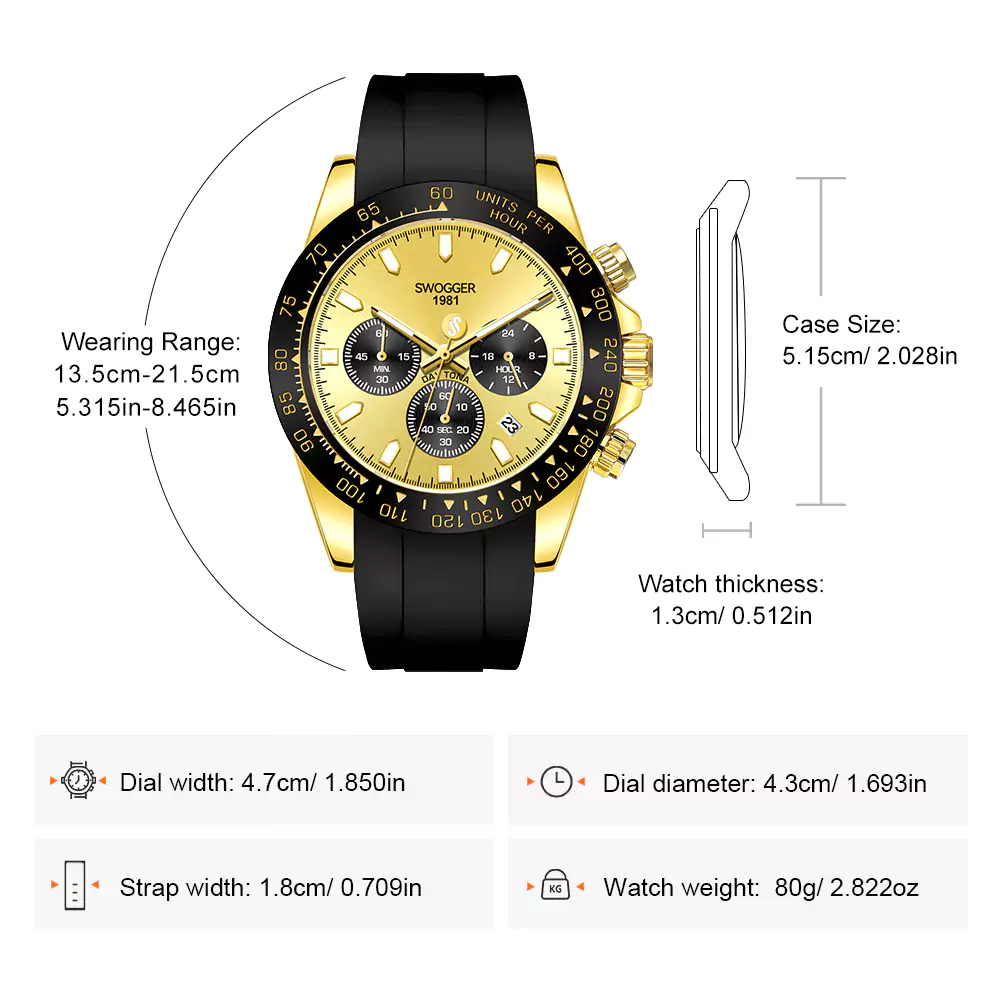 60
UNITS PER
HOUR
65
70
75
80
85
90
100
110
120
130
140
160
180
200
240
300
400
SWOGGER
1981
60
45
15
MIN.
30
24
18
8
HOUR
12
DAYTONA
60
50
10
40 SEC. 20
30
23
Wearing Range:
13.5cm-21.5cm
5.315in-8.465in
Case Size:
5.15cm/ 2.028in
Watch thickness:
1.3cm/ 0.512in
Dial width: 4.7cm/ 1.850in
Dial diameter: 4.3cm/ 1.693in
Strap width: 1.8cm/ 0.709in
KG
Watch weight: 80g/ 2.822oz